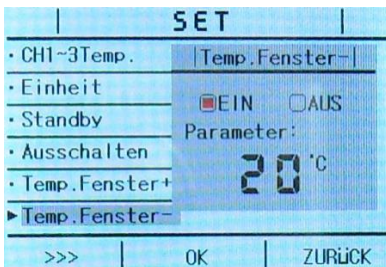 SET
· CH1~3Temp.
· Einheit
· Standby
· Ausschalten
· Temp.Fenster+
▶ Temp.Fenster-
|Temp.Fenster-|
EIN AUS
Parameter:
20 °C
>>> OK ZURÜCK